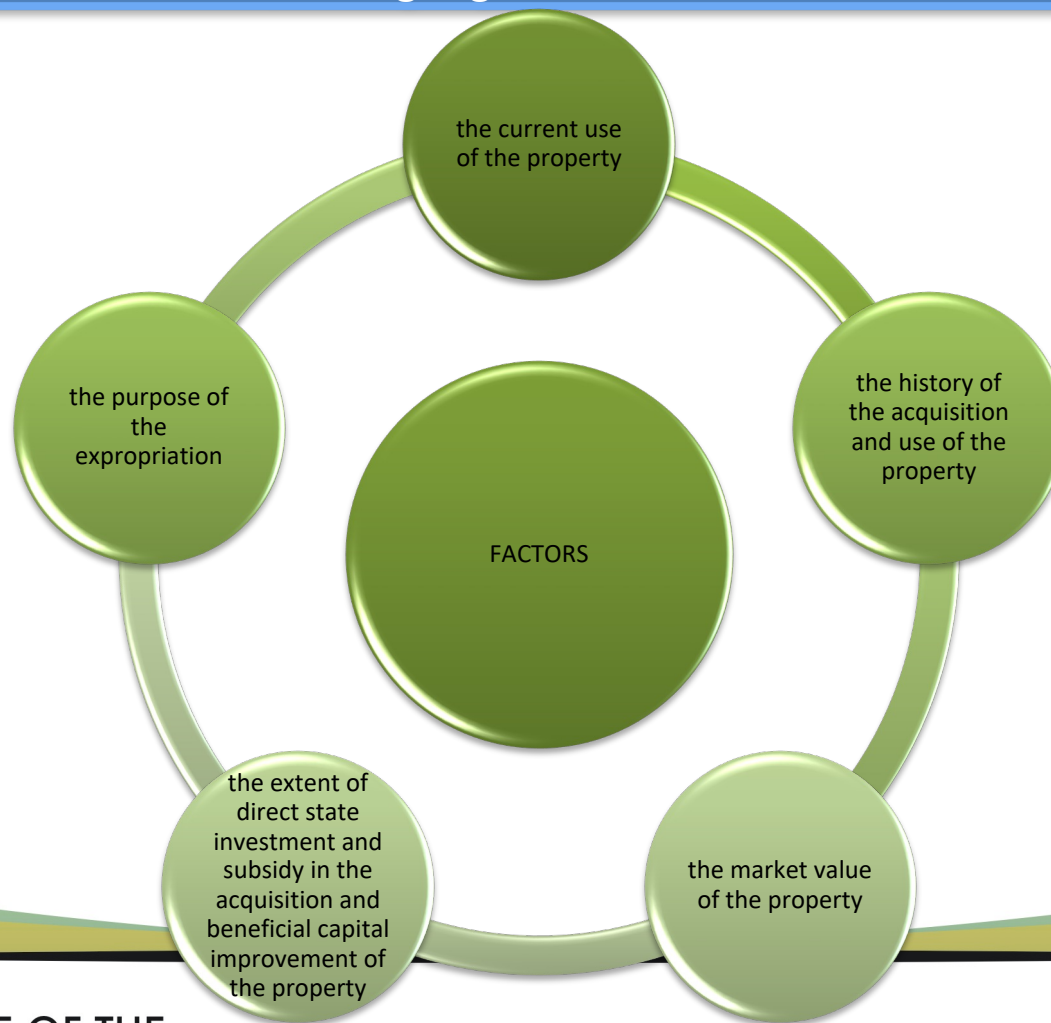 the current use
of the property
the history of
the acquisition
and use of the
property
the market value
of the property
the extent of
direct state
investment and
subsidy in the
acquisition and
beneficial capital
improvement of
the property
the purpose of
the
expropriation
FACTORS
OF THE